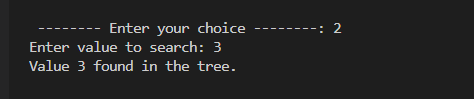 -------- Enter your choice --------: 2
Enter value to search: 3
Value 3 found in the tree.